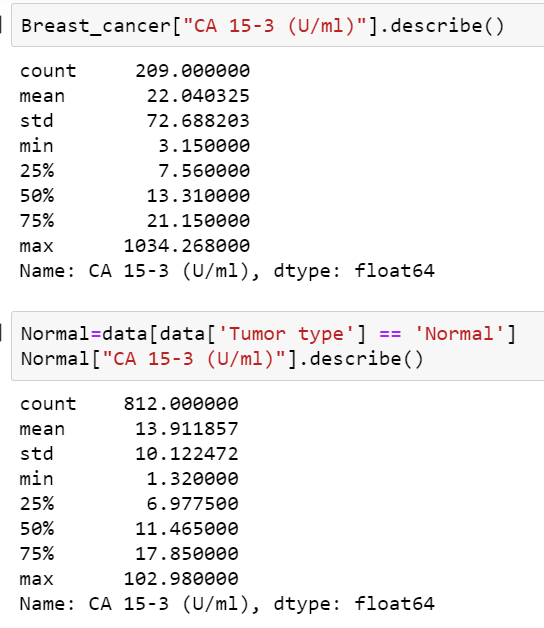 Breast_cancer["CA 15-3 (U/ml)"].describe()
count 209.000000
mean 22.040325
std 72.688203
min 3.150000
25% 7.560000
50% 13.310000
75% 21.150000
max 1034.268000
Name: CA 15-3 (U/ml), dtype: float64
Normal=data[data['Tumor type'] == 'Normal']
Normal["CA 15-3 (U/ml)"].describe()
count 812.000000
mean 13.911857
std 10.122472
min 1.320000
25% 6.977500
50% 11.465000
75% 17.850000
max 102.980000
Name: CA 15-3 (U/ml), dtype: float64